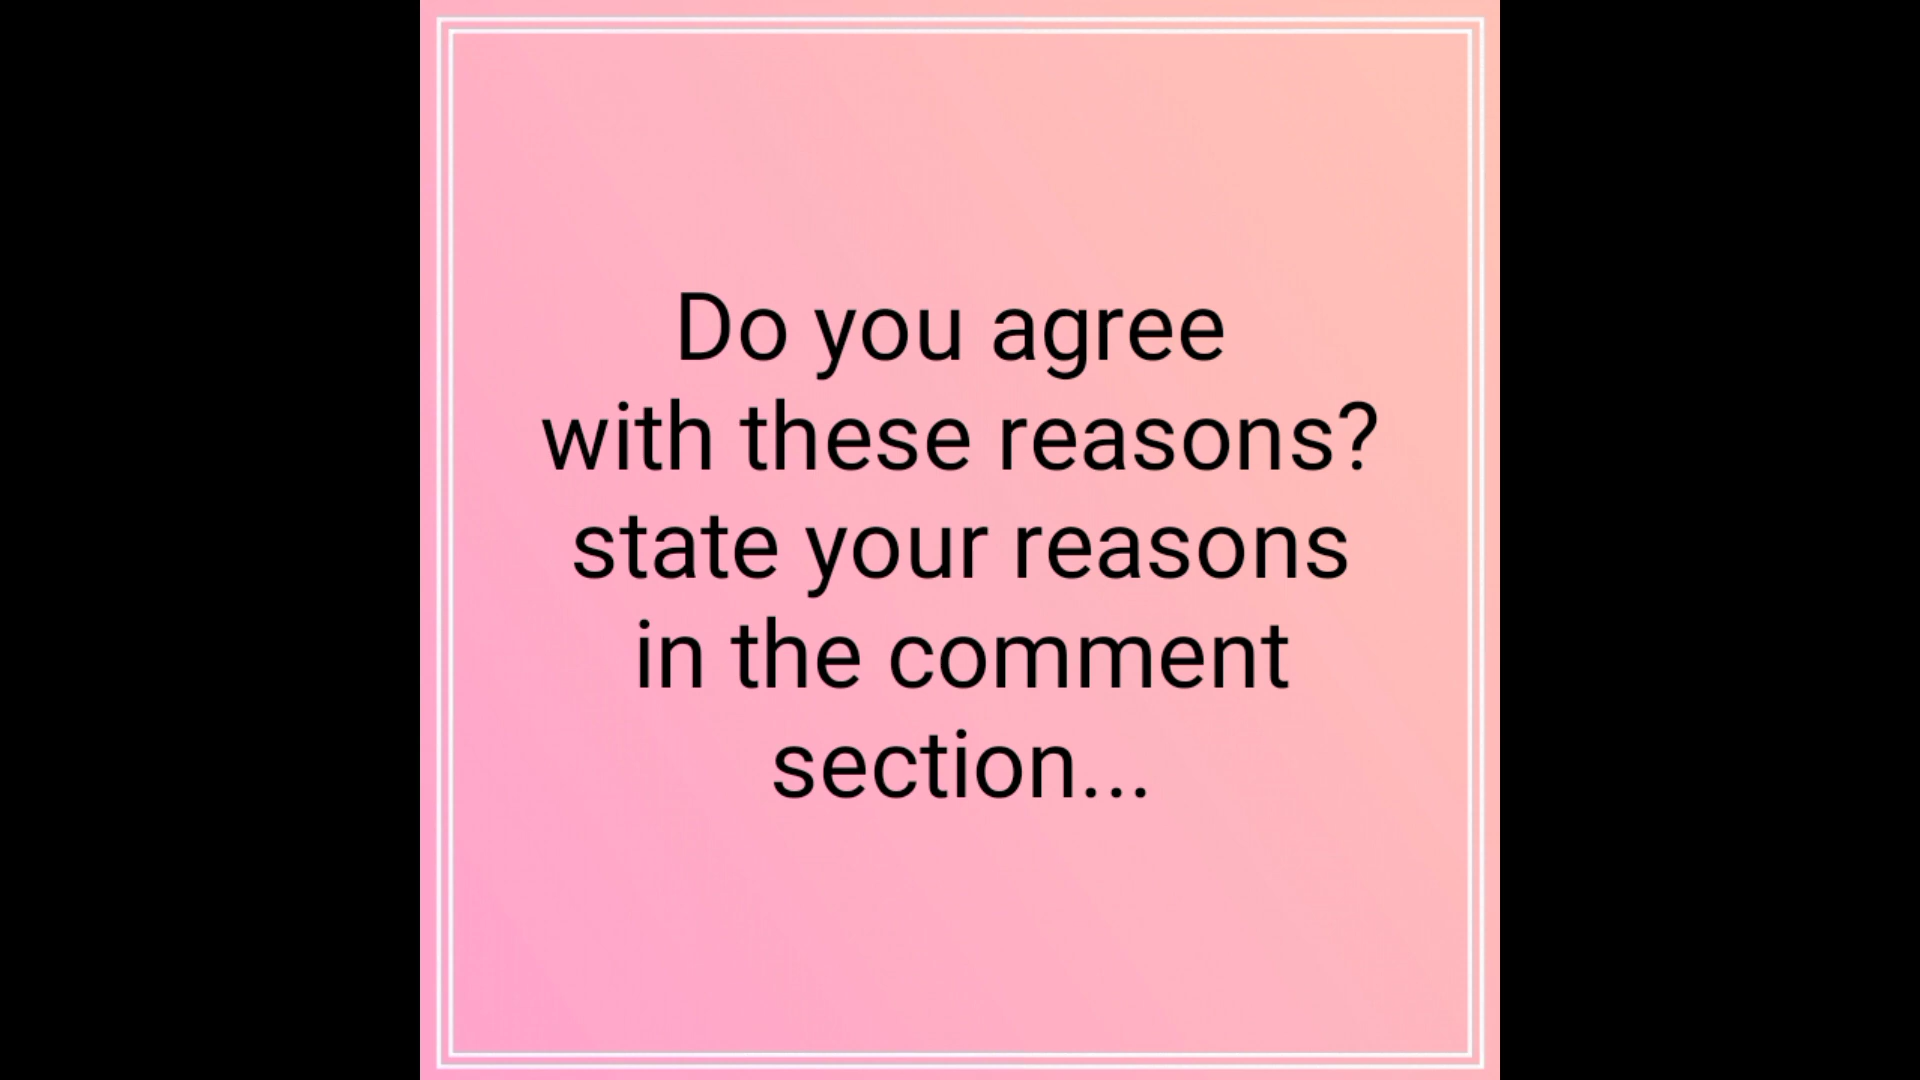 Do you agree
with these reasons?
state your reasons
in the comment
section...